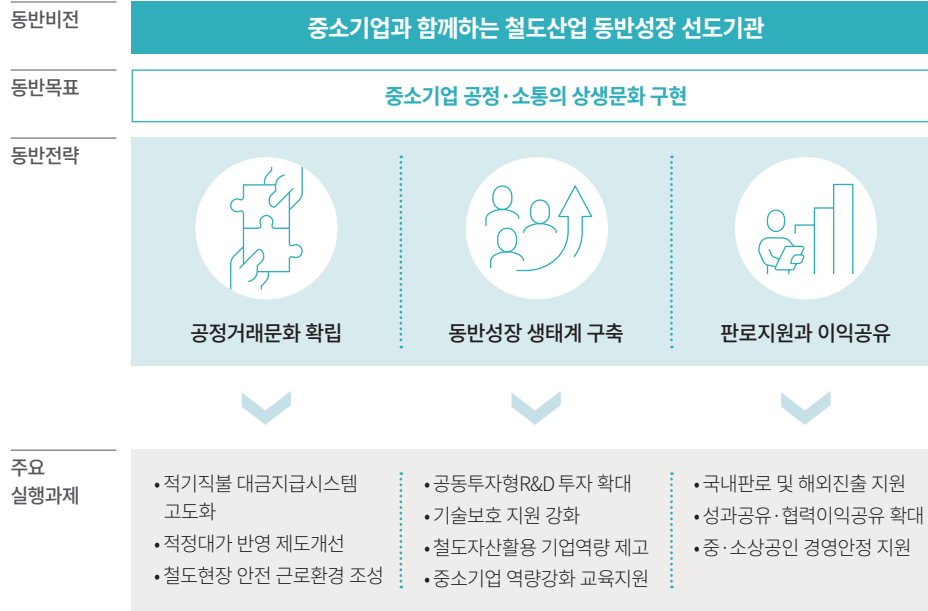 동반비전
중소기업과 함께하는 철도산업 동반성장 선도기관
동반목표
중소기업 공정·소통의 상생문화 구현
동반전략
공정거래문화 확립
동반성장 생태계 구축
판로지원과 이익공유
주요
실행과제
•적기직불 대금지급시스템
고도화
•적정대가 반영 제도개선
•철도현장 안전 근로환경 조성
•공동투자형R&D 투자 확대
•기술보호 지원 강화
•철도자산활용 기업역량 제고
•중소기업 역량강화 교육지원
•국내판로 및 해외진출 지원
•성과공유·협력이익공유 확대
•중·소상공인 경영안정 지원